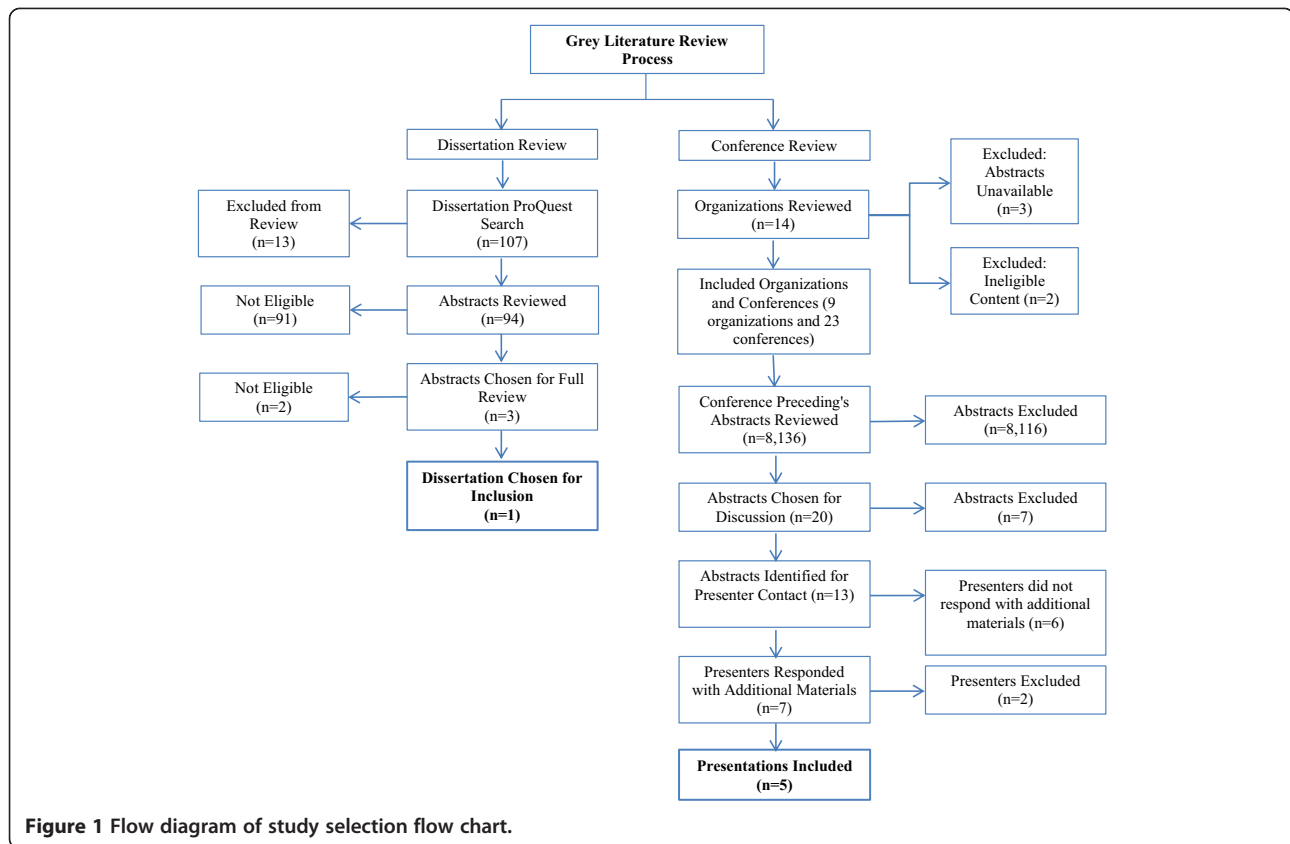 Grey Literature Review
Process
Dissertation Review
Dissertation ProQuest
Search
(n=107)
Excluded from
Review
(n=13)
Abstracts Reviewed
(n=94)
Not Eligible
(n=91)
Abstracts Chosen for Full
Review
(n=3)
Not Eligible
(n=2)
Dissertation Chosen for
Inclusion
(n=1)
Conference Review
Organizations Reviewed
(n=14)
Excluded:
Abstracts
Unavailable
(n=3)
Excluded:
Ineligible
Content (n=2)
Included Organizations
and Conferences (9
organizations and 23
conferences)
Conference Preceding's
Abstracts Reviewed
(n=8,136)
Abstracts Excluded
(n=8,116)
Abstracts Chosen for
Discussion (n=20)
Abstracts Excluded
(n=7)
Abstracts Identified for
Presenter Contact (n=13)
Presenters did not
respond with additional
materials (n=6)
Presenters Responded
with Additional Materials
(n=7)
Presenters Excluded
(n=2)
Presentations Included
(n=5)
Figure 1 Flow diagram of study selection flow chart.